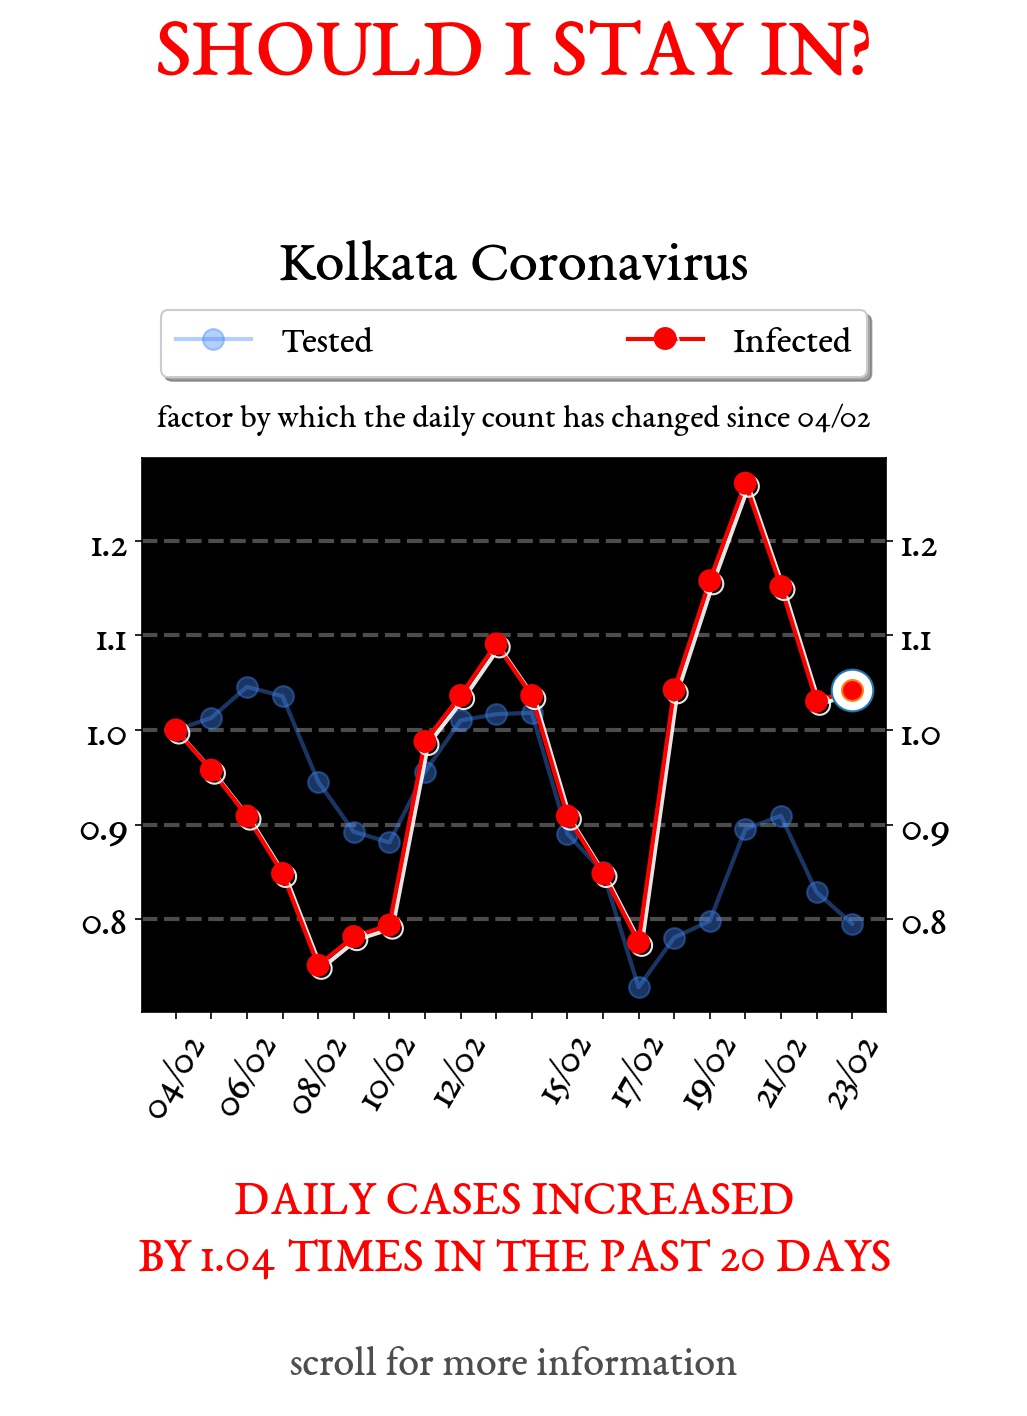 SHOULD I STAY IN?
Kolkata Coronavirus
Tested Infected
factor by which the daily count has changed since 04/02
1.2 1.2
1.1 1.1
1.0 1.0
0.9 0.9
0.8 0.8
04/02 06/02 08/02 10/02 12/02 15/02 17/02 19/02 21/02 23/02
DAILY CASES INCREASED
BY 1.04 TIMES IN THE PAST 20 DAYS
scroll for more information